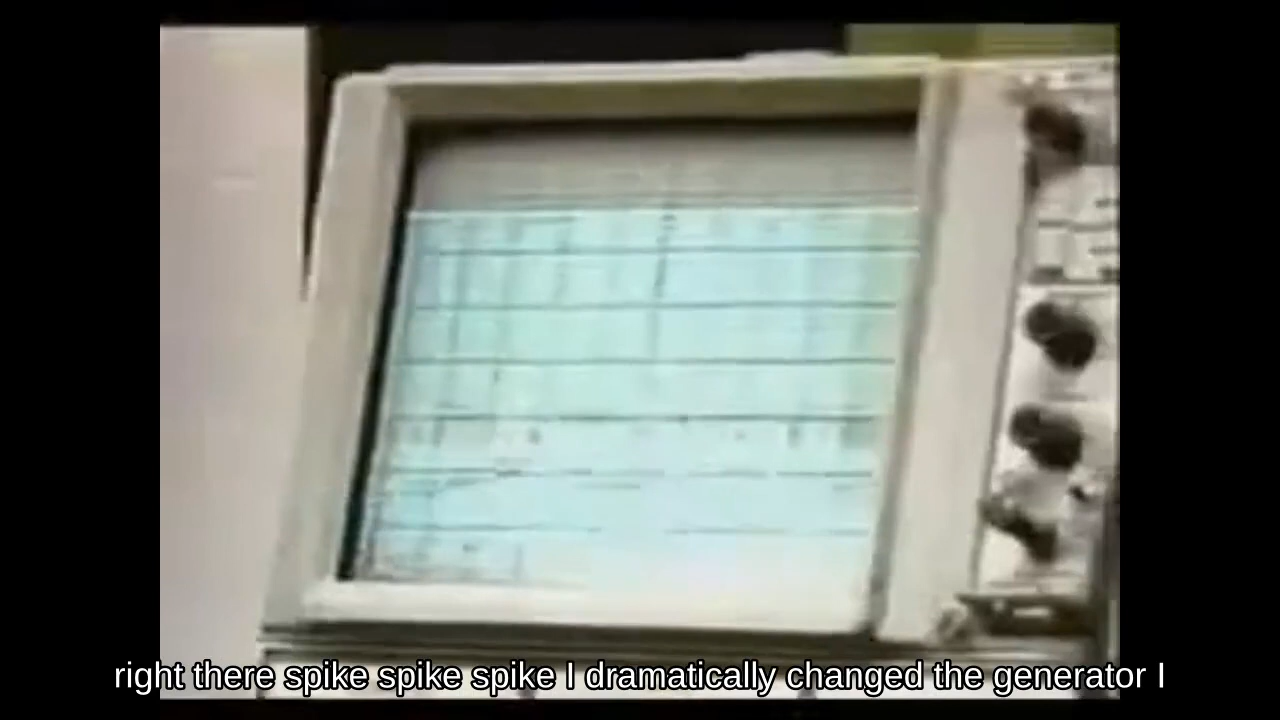 right there spike spike spike I dramatically changed the generator I